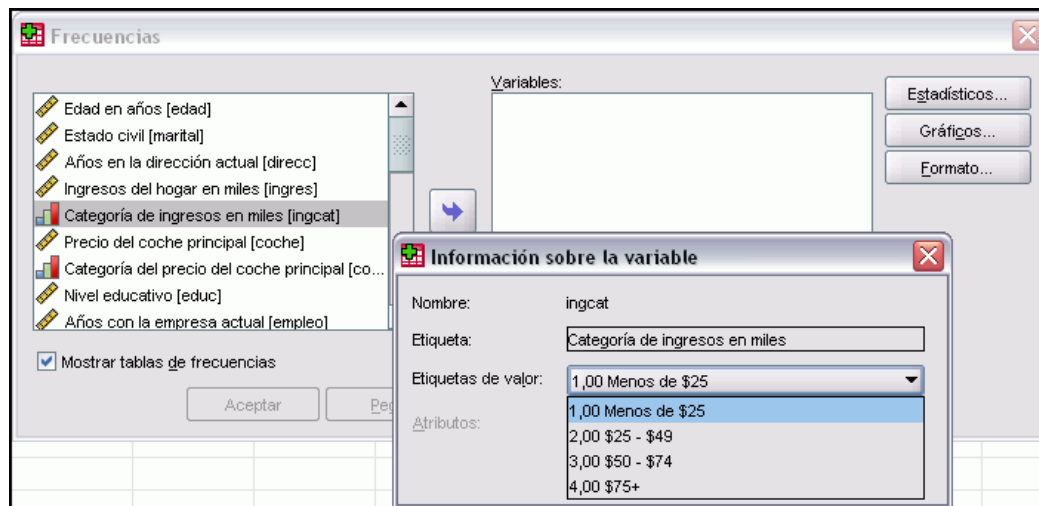 Frecuencias
Variables:
Edad en años [edad]
Estado civil [marital]
Años en la dirección actual [direcc]
Ingresos del hogar en miles [ingres]
Categoría de ingresos en miles [ingcat]
Precio del coche principal [coche]
Categoría del precio del coche principal [co...
Nivel educativo [educ]
Años con la empresa actual [empleo]
Estadísticos...
Gráficos...
Formato...
Mostrar tablas de frecuencias
Aceptar
Peg
Información sobre la variable
Nombre: ingcat
Etiqueta: Categoría de ingresos en miles
Etiquetas de valor: 1,00 Menos de $25
Atributos:
1,00 Menos de $25
2,00 $25 - $49
3,00 $50 - $74
4,00 $75+